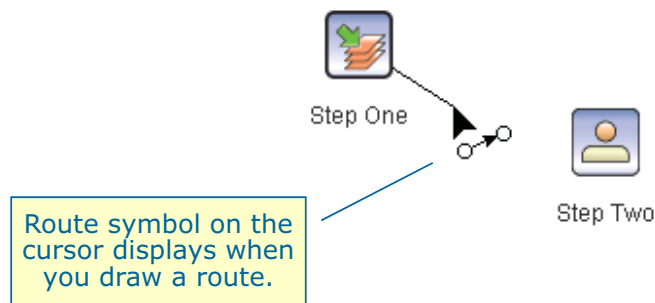 Step One
Step Two
Route symbol on the
cursor displays when
you draw a route.